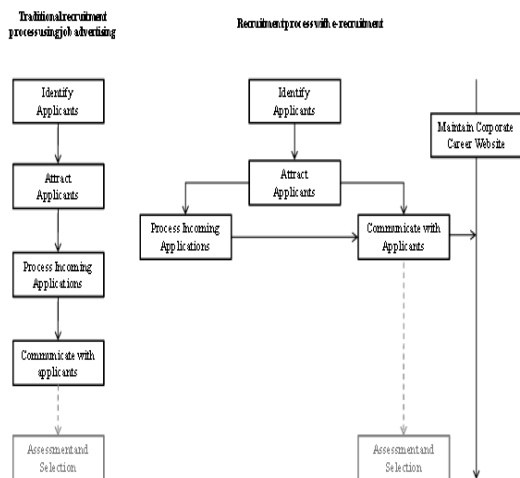 Traditional recruitment
process using job advertising
Identify
Applicants
Attract
Applicants
Process Incoming
Applications
Communicate with
applicants
Assessment and
Selection
Recruitment process with e-recruitment
Identify
Applicants
Attract
Applicants
Process Incoming
Applications
Communicate with
Applicants
Assessment and
Selection
Maintain Corporate
Career Website